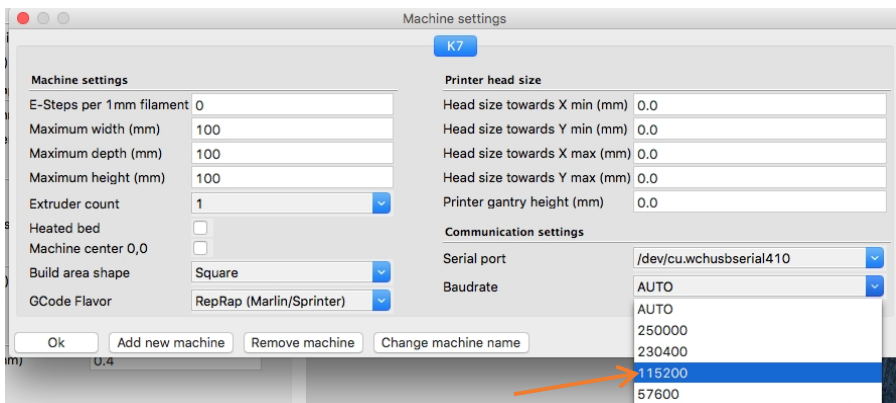 Machine settings
K7
Machine settings
E-Steps per 1mm filament 0
Maximum width (mm) 100
Maximum depth (mm) 100
Maximum height (mm) 100
Extruder count 1
Heated bed
Machine center 0,0
Build area shape Square
GCode Flavor RepRap (Marlin/Sprinter)
Printer head size
Head size towards X min (mm) 0.0
Head size towards Y min (mm) 0.0
Head size towards X max (mm) 0.0
Head size towards Y max (mm) 0.0
Printer gantry height (mm) 0.0
Communication settings
Serial port /dev/cu.wchusbserial410
Baudrate AUTO
AUTO
250000
230400
115200
57600
Ok Add new machine Remove machine Change machine name
0.4